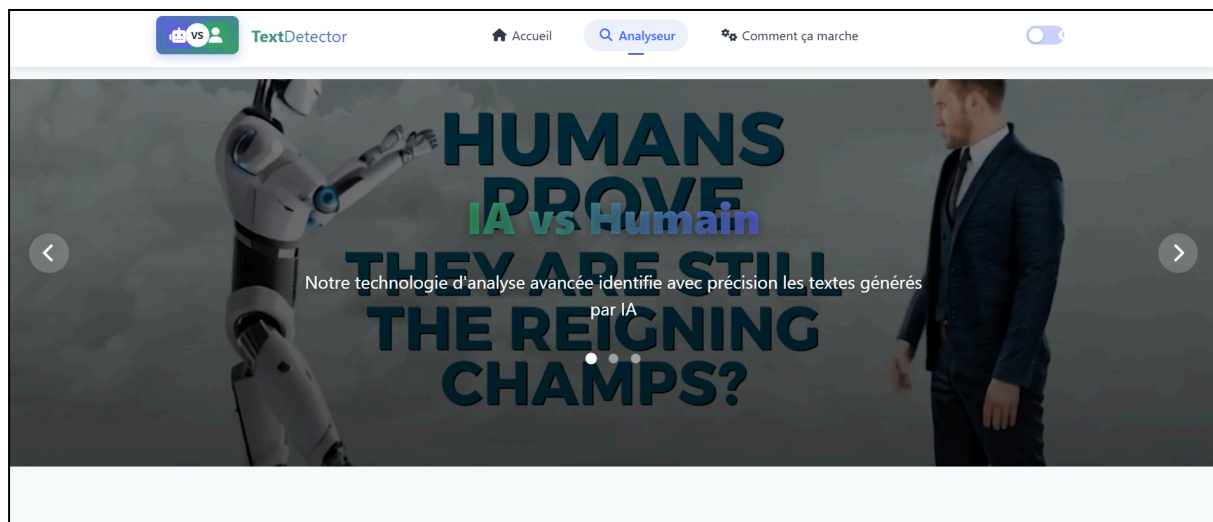 VS
TextDetector
Accueil
Analyseur
Comment ça marche
HUMANS
PROVE
IA vs Humain
THEY ARE STILL
Notre technologie d'analyse avancée identifie avec précision les textes générés
par IA
THE REIGNING
CHAMPS?